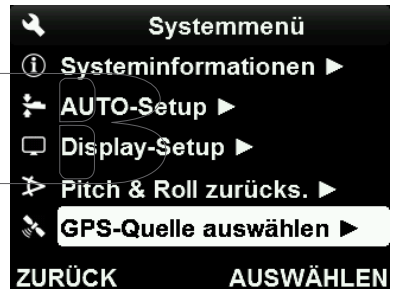 Systemmenü
Systeminformationen ►
AUTO-Setup ►
Display-Setup ►
Pitch & Roll zurücks. ►
GPS-Quelle auswählen ►
ZURÜCK AUSWÄHLEN